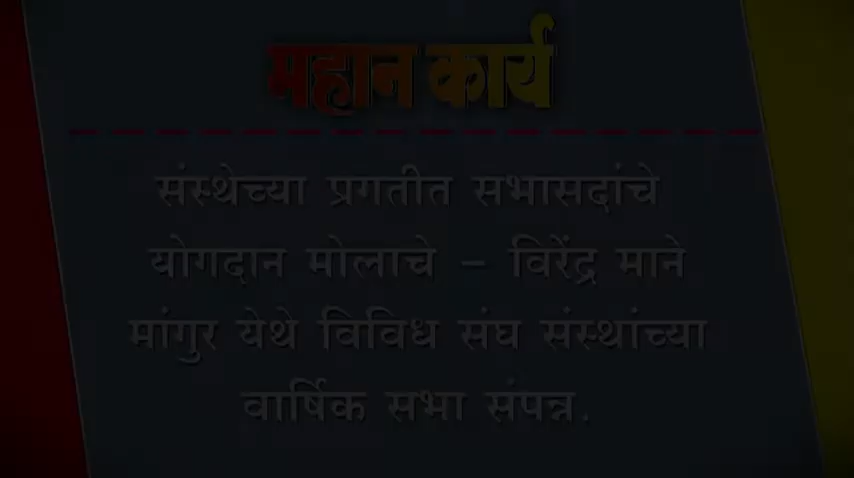 महान कार्य
संस्थेच्या प्रगतीत सभासदांचे
योगदान मोलाचे – विरेंद्र माने
मांगुर येथे विविध संघ संस्थांच्या
वार्षिक सभा संपन्न.